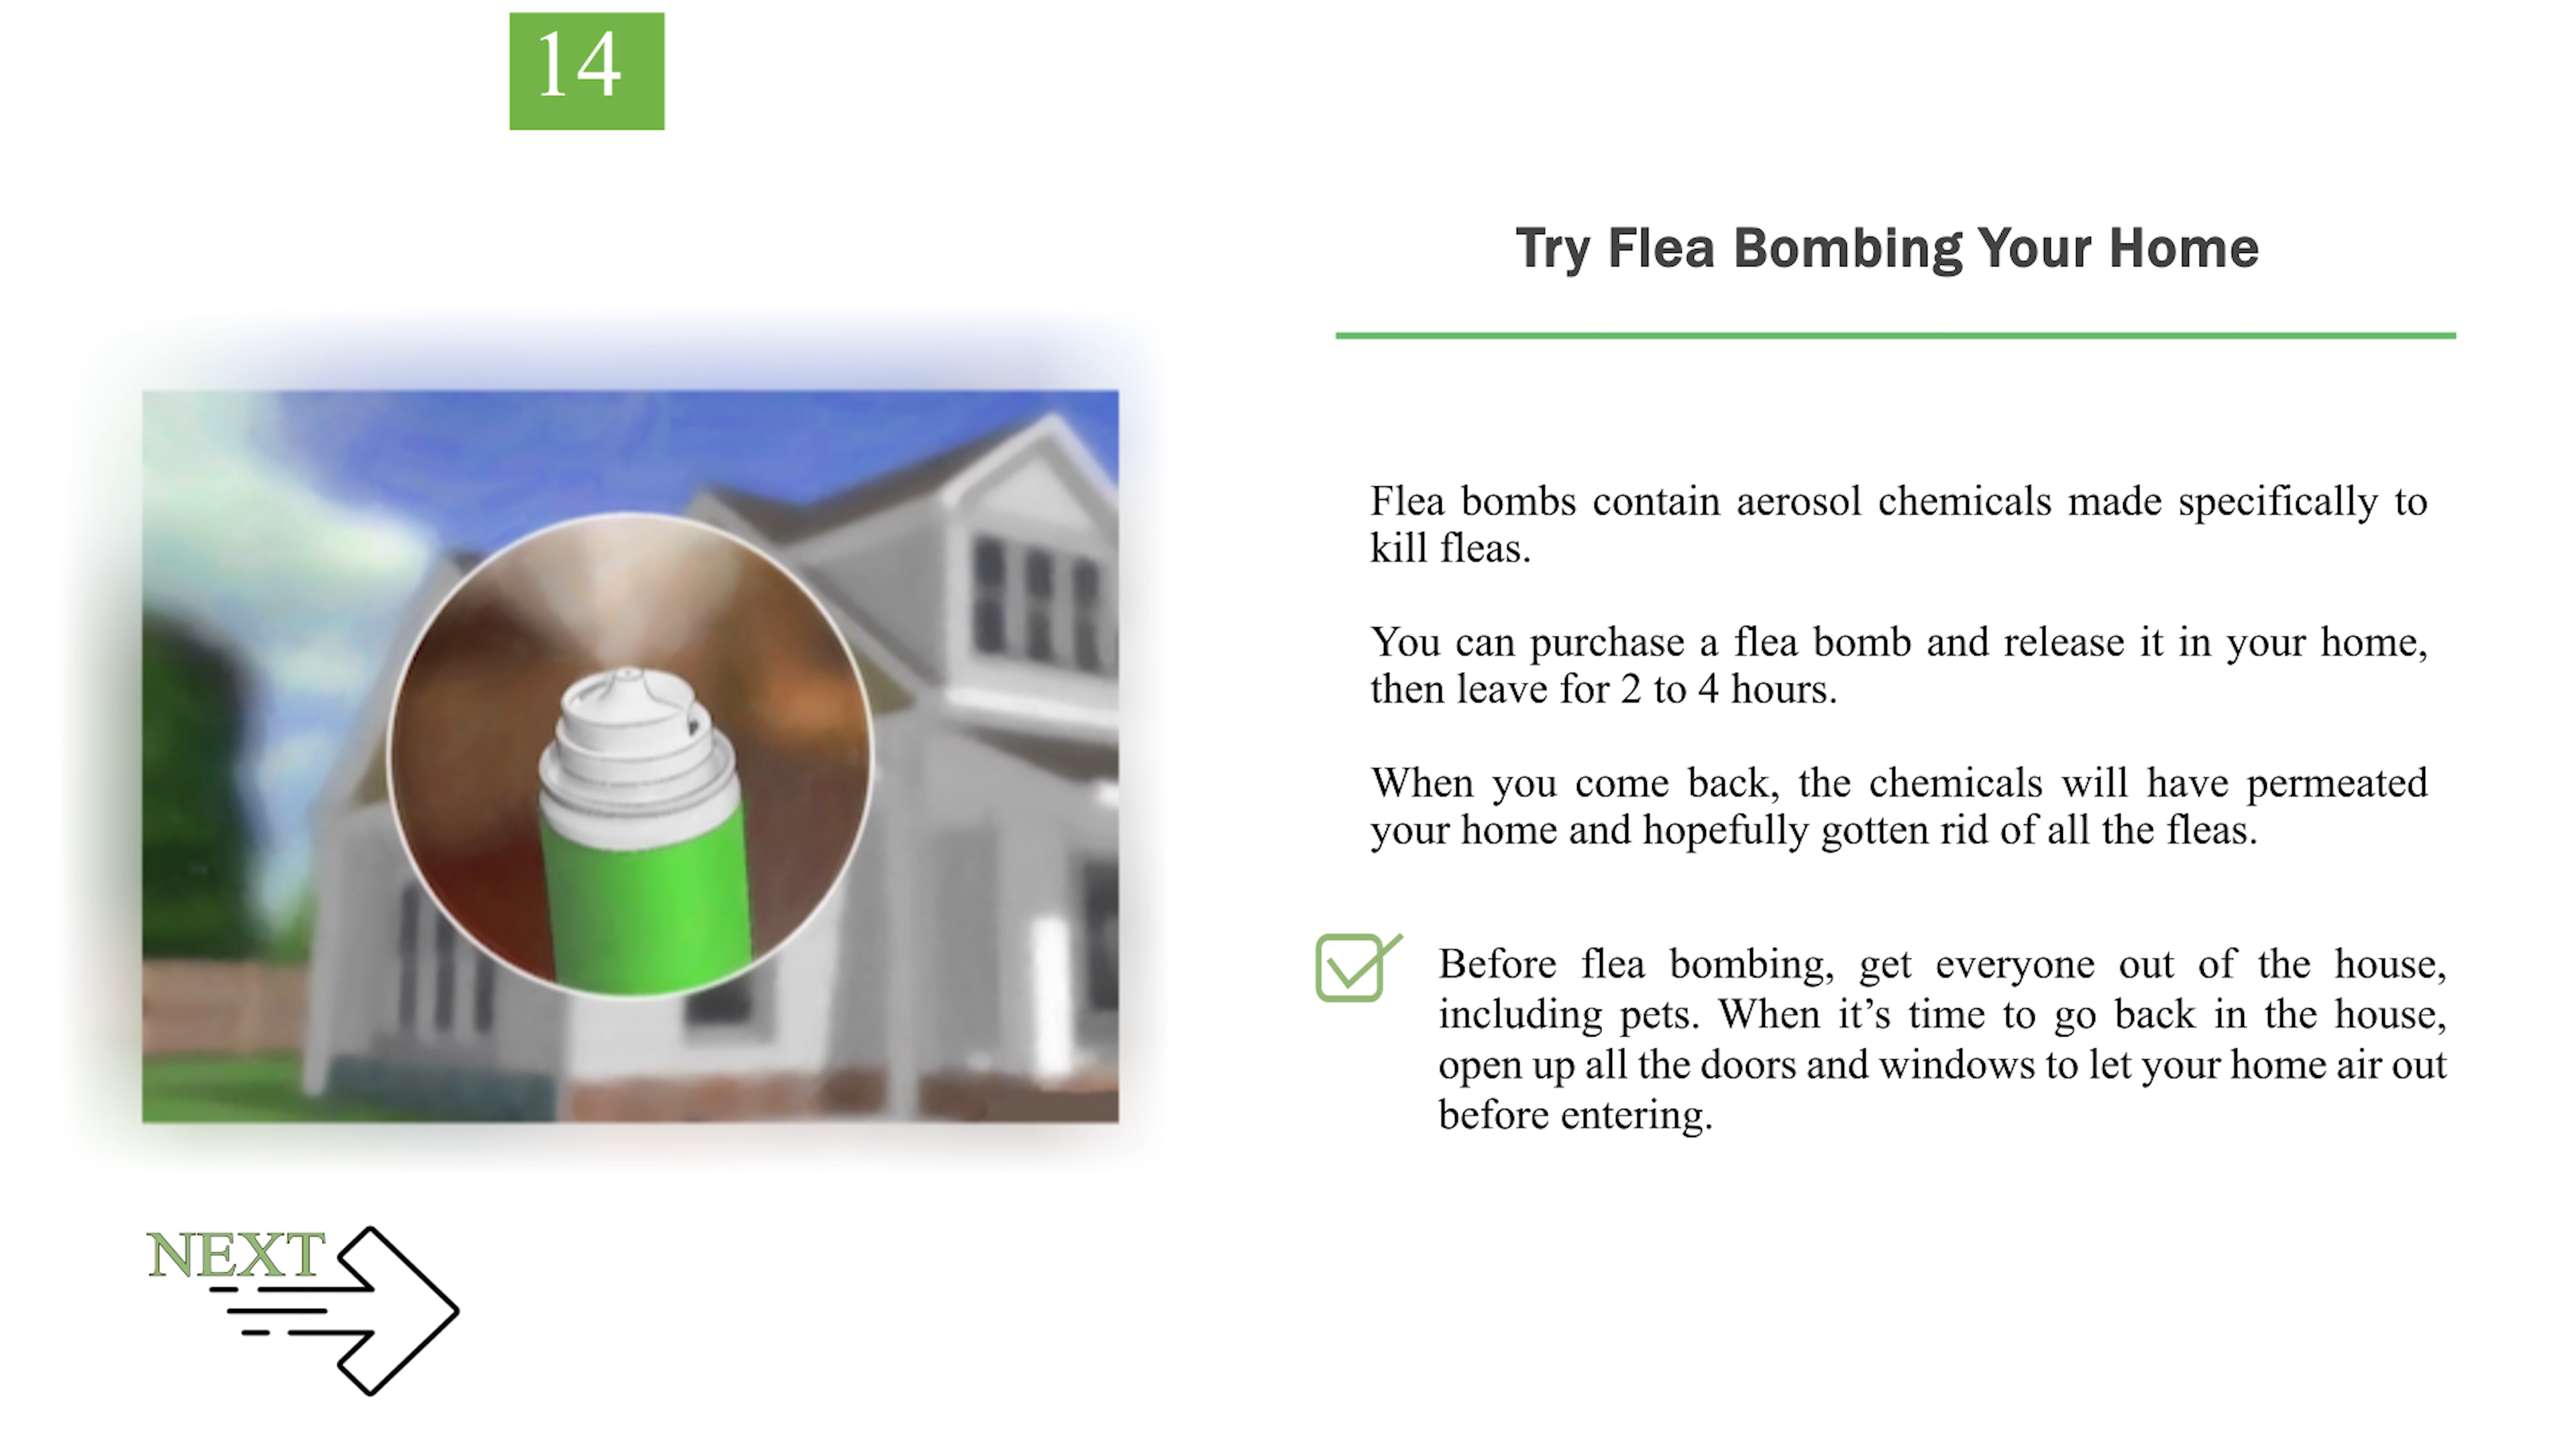 14
Try Flea Bombing Your Home
Flea bombs contain aerosol chemicals made specifically to
kill fleas.
You can purchase a flea bomb and release it in your home,
then leave for 2 to 4 hours.
When you come back, the chemicals will have permeated
your home and hopefully gotten rid of all the fleas.
Before flea bombing, get everyone out of the house,
including pets. When it’s time to go back in the house,
open up all the doors and windows to let your home air out
before entering.
NEXT